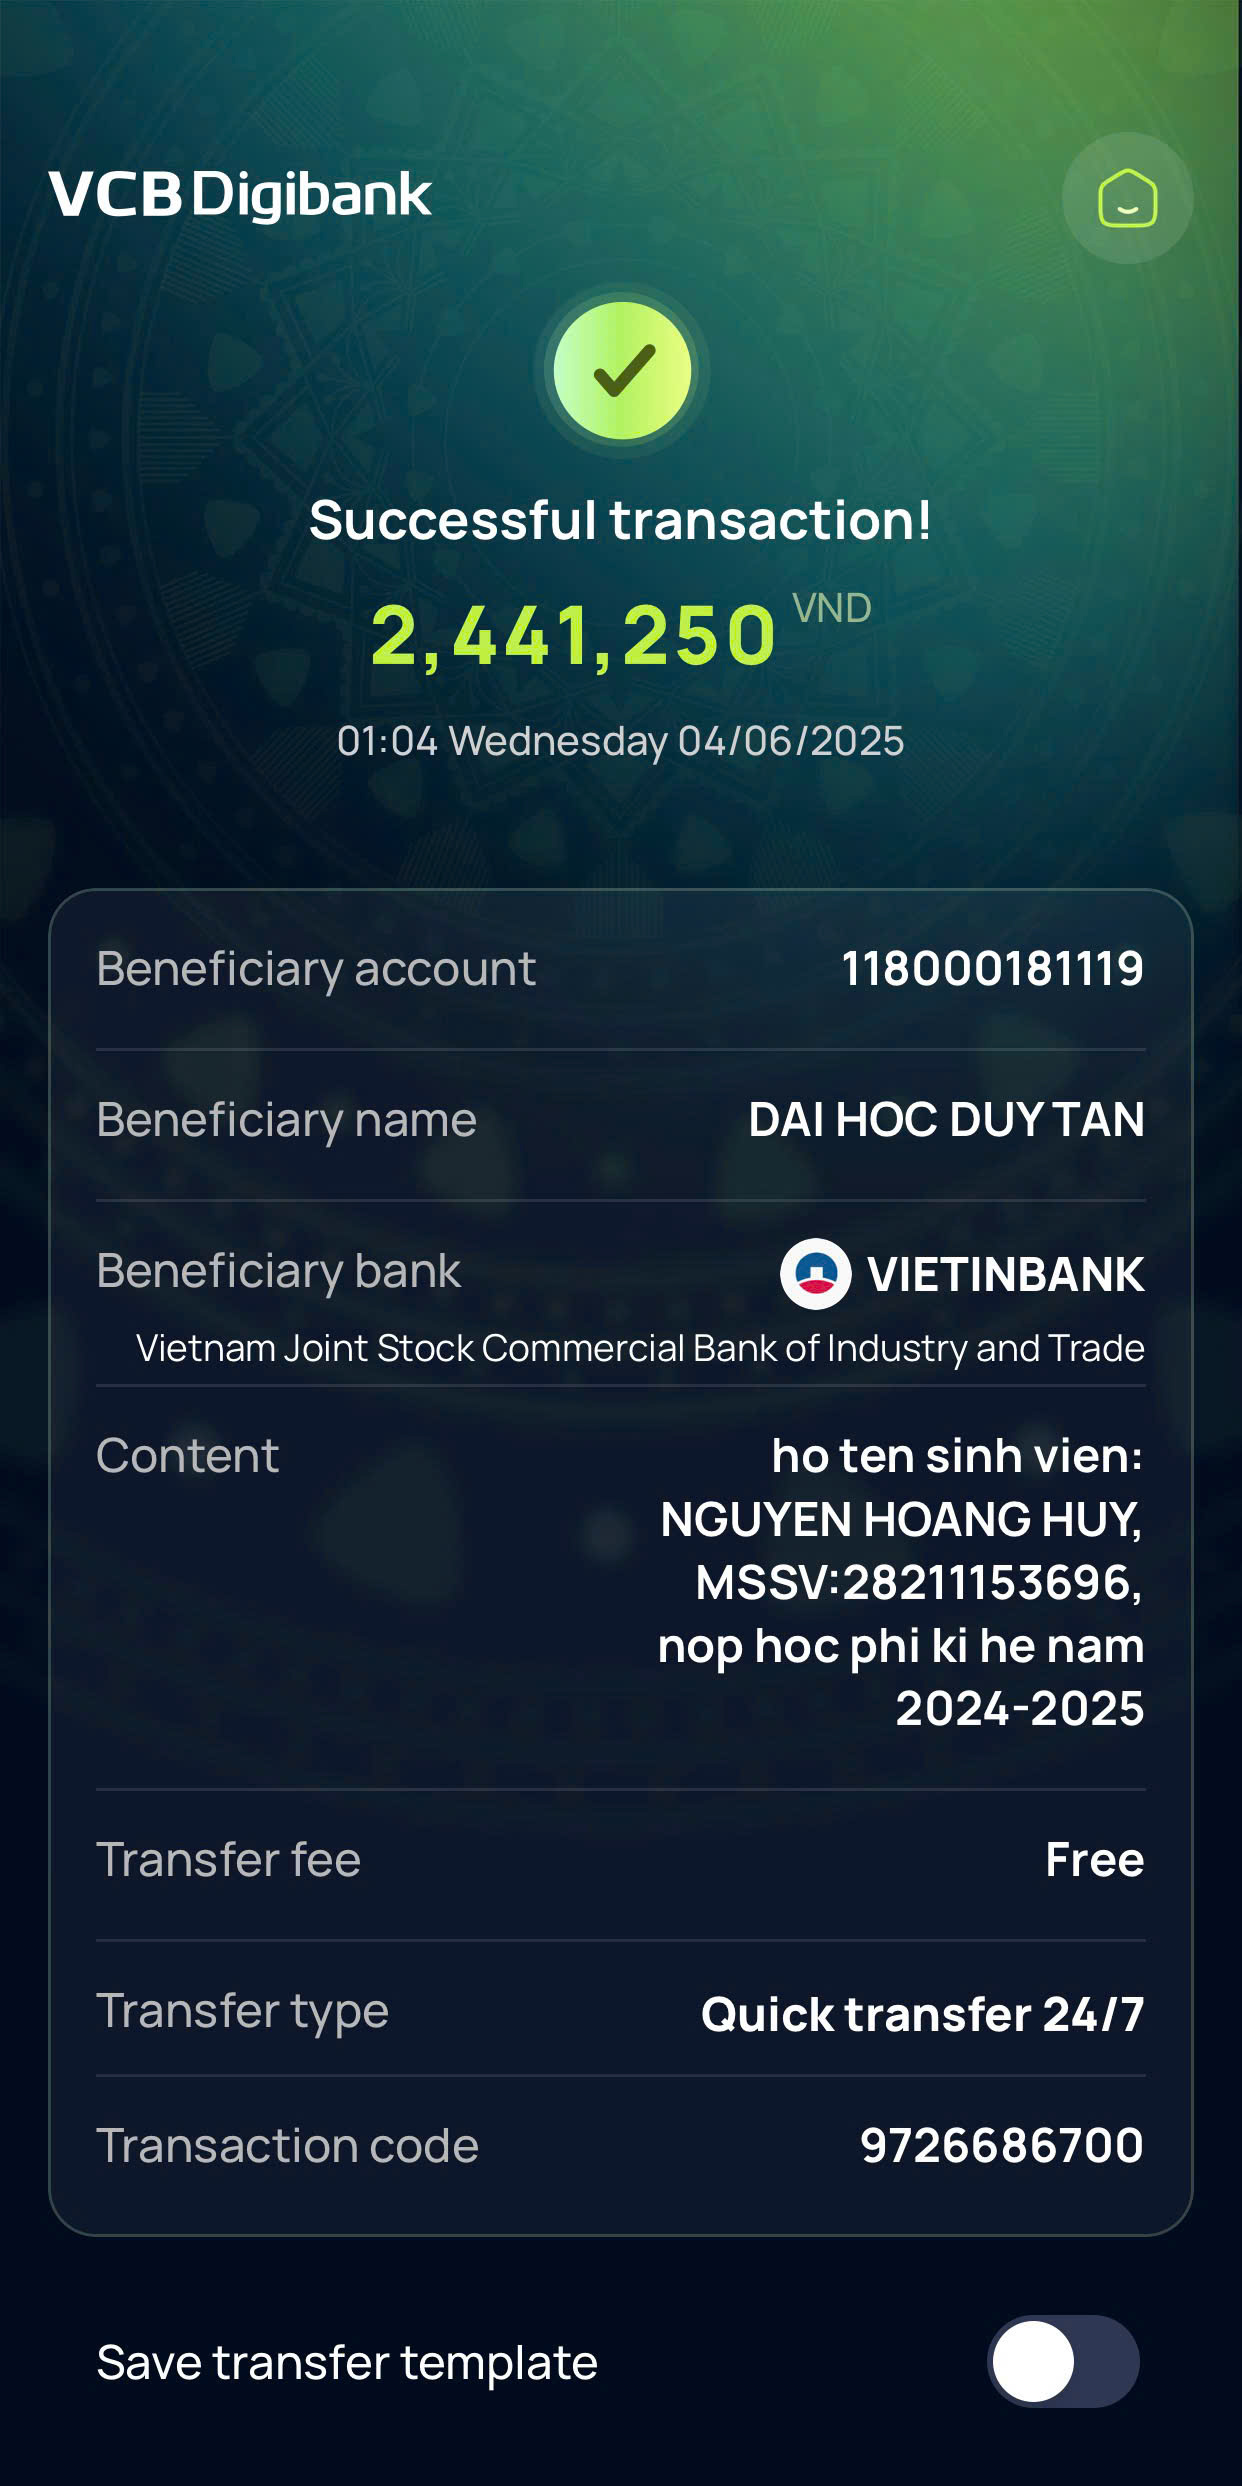 VCB Digibank
Successful transaction!
2,441,250 VND
01:04 Wednesday 04/06/2025
Beneficiary account 118000181119
Beneficiary name DAI HOC DUY TAN
Beneficiary bank VIETINBANK
Vietnam Joint Stock Commercial Bank of Industry and Trade
Content ho ten sinh vien:
NGUYEN HOANG HUY,
MSSV:28211153696,
nop hoc phi ki he nam
2024-2025
Transfer fee Free
Transfer type Quick transfer 24/7
Transaction code 9726686700
Save transfer template